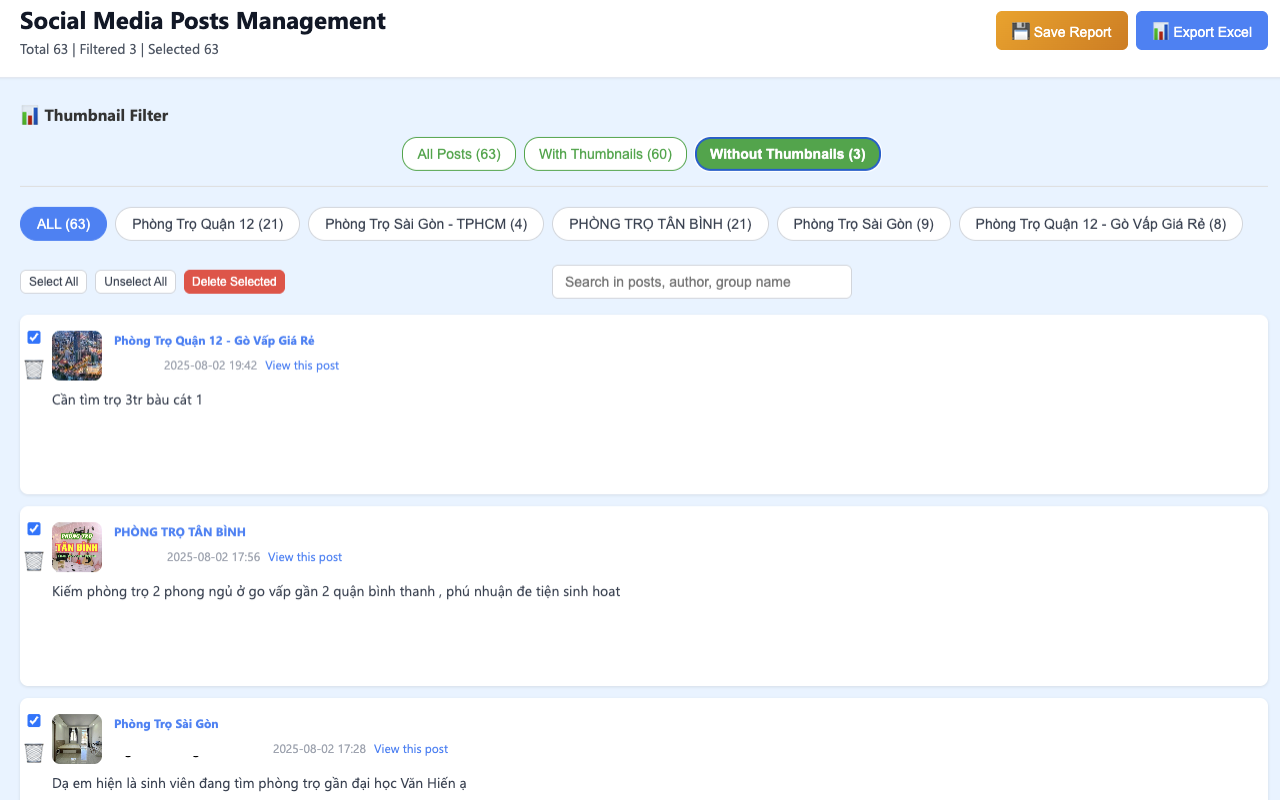 Social Media Posts Management
Total 63 | Filtered 3 | Selected 63
💾 Save Report
📊 Export Excel
📊 Thumbnail Filter
All Posts (63)
With Thumbnails (60)
Without Thumbnails (3)
ALL (63)
Phòng Trọ Quận 12 (21)
Phòng Trọ Sài Gòn - TPHCM (4)
PHÒNG TRỌ TÂN BÌNH (21)
Phòng Trọ Sài Gòn (9)
Phòng Trọ Quận 12 - Gò Vấp Giá Rẻ (8)
Select All
Unselect All
Delete Selected
Search in posts, author, group name
Phòng Trọ Quận 12 - Gò Vấp Giá Rẻ
2025-08-02 19:42 View this post
Cần tìm trọ 3tr bàu cát 1
PHÒNG TRỌ
TÂN BÌNH
PHÒNG TRỌ TÂN BÌNH
2025-08-02 17:56 View this post
Kiếm phòng trọ 2 phong ngủ ở go vấp gần 2 quận bình thanh , phú nhuận đe tiện sinh hoat
Phòng Trọ Sài Gòn
2025-08-02 17:28 View this post
Dạ em hiện là sinh viên đang tìm phòng trọ gần đại học Văn Hiến ạ